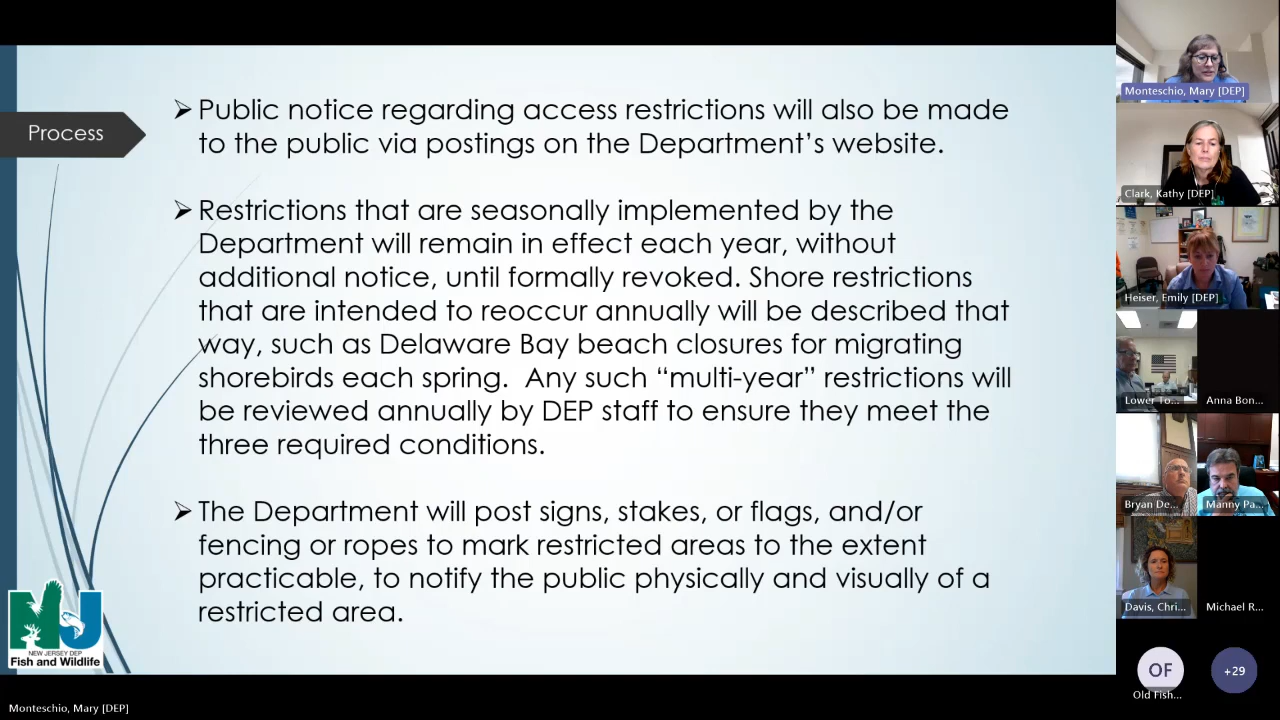 Process
➢ Public notice regarding access restrictions will also be made
to the public via postings on the Department's website.
➢ Restrictions that are seasonally implemented by the
Department will remain in effect each year, without
additional notice, until formally revoked. Shore restrictions
that are intended to reoccur annually will be described that
way, such as Delaware Bay beach closures for migrating
shorebirds each spring.  Any such “multi-year” restrictions will
be reviewed annually by DEP staff to ensure they meet the
three required conditions.
➢ The Department will post signs, stakes, or flags, and/or
fencing or ropes to mark restricted areas to the extent
practicable, to notify the public physically and visually of a
restricted area.
NJ
NEW JERSEY DEP
Fish and Wildlife
Monteschio, Mary [DEP]
Monteschio, Mary [DEP]
Clark, Kathy [DEP]
Heiser, Emily [DEP]
Lower To...
Anna Bon...
Bryan De...
Manny Pa...
Davis, Chri...
Michael R...
OF
Old Fish...
+29